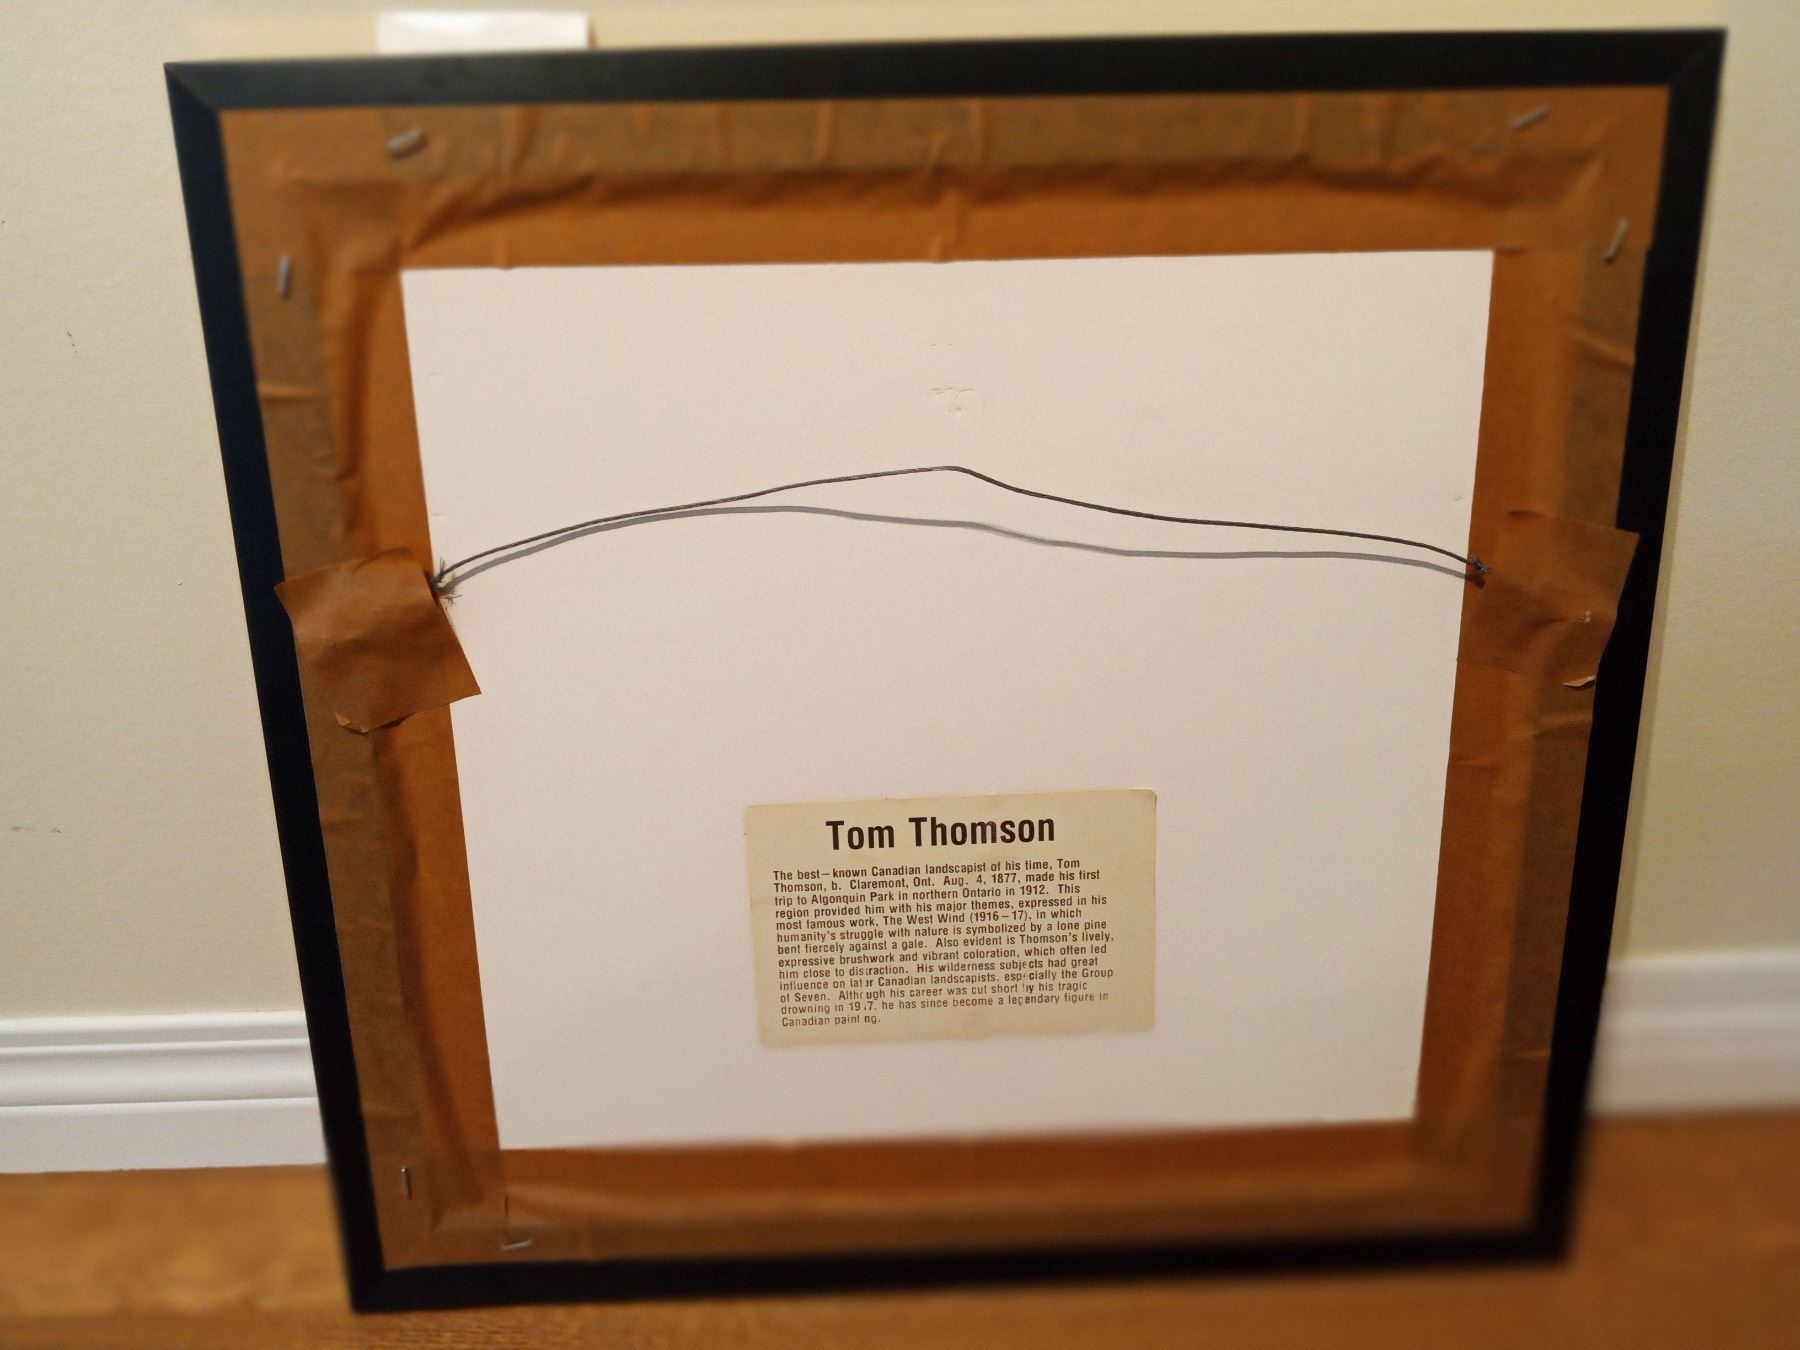 Tom Thomson
The best–known Canadian landscapist of his time, Tom
Thomson, b. Claremont, Ont. Aug. 4, 1877, made his first
trip to Algonquin Park in northern Ontario in 1912. This
region provided him with his major themes, expressed in his
most famous work, The West Wind (1916–17), in which
humanity's struggle with nature is symbolized by a lone pine
bent fiercely against a gale. Also evident is Thomson's lively,
expressive brushwork and vibrant coloration, which often led
him close to distraction. His wilderness subjects had great
influence on later Canadian landscapists, especially the Group
of Seven. Although his career was cut short by his tragic
drowning in 1917, he has since become a legendary figure in
Canadian painting.